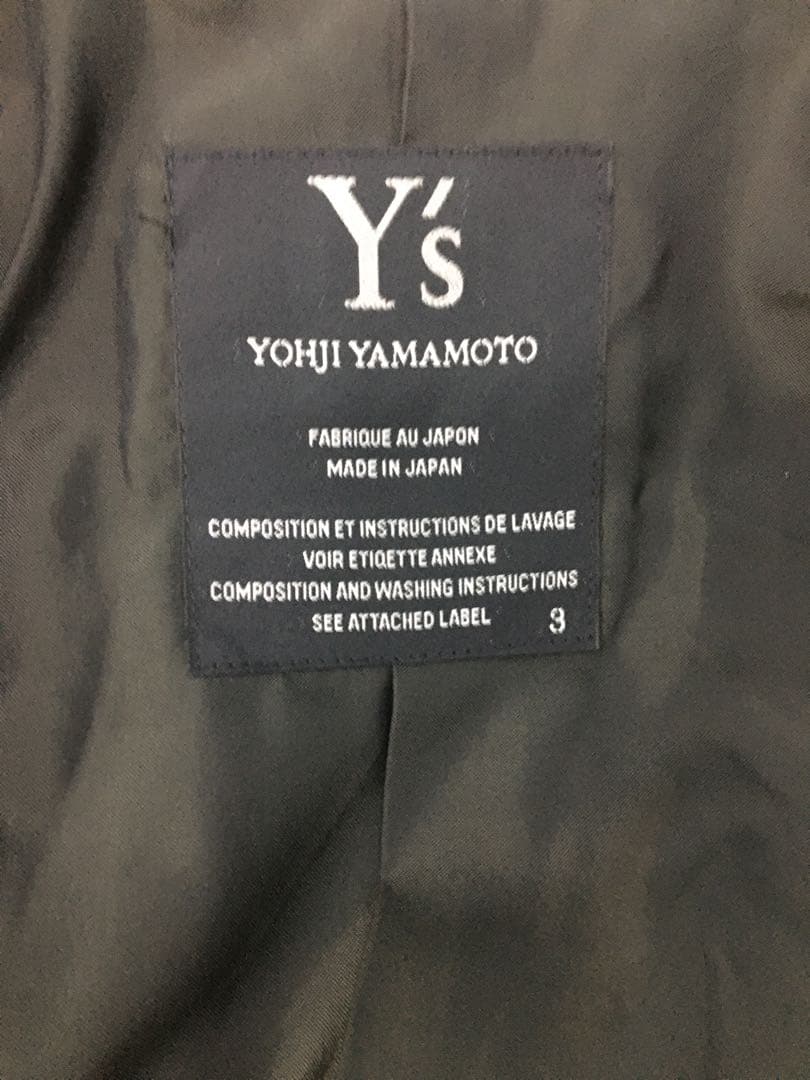 Y's
YOHJI YAMAMOTO
FABRIQUE AU JAPON
MADE IN JAPAN
COMPOSITION ET INSTRUCTIONS DE LAVAGE
VOIR ETIQETTE ANNEXE
COMPOSITION AND WASHING INSTRUCTIONS
SEE ATTACHED LABEL 3